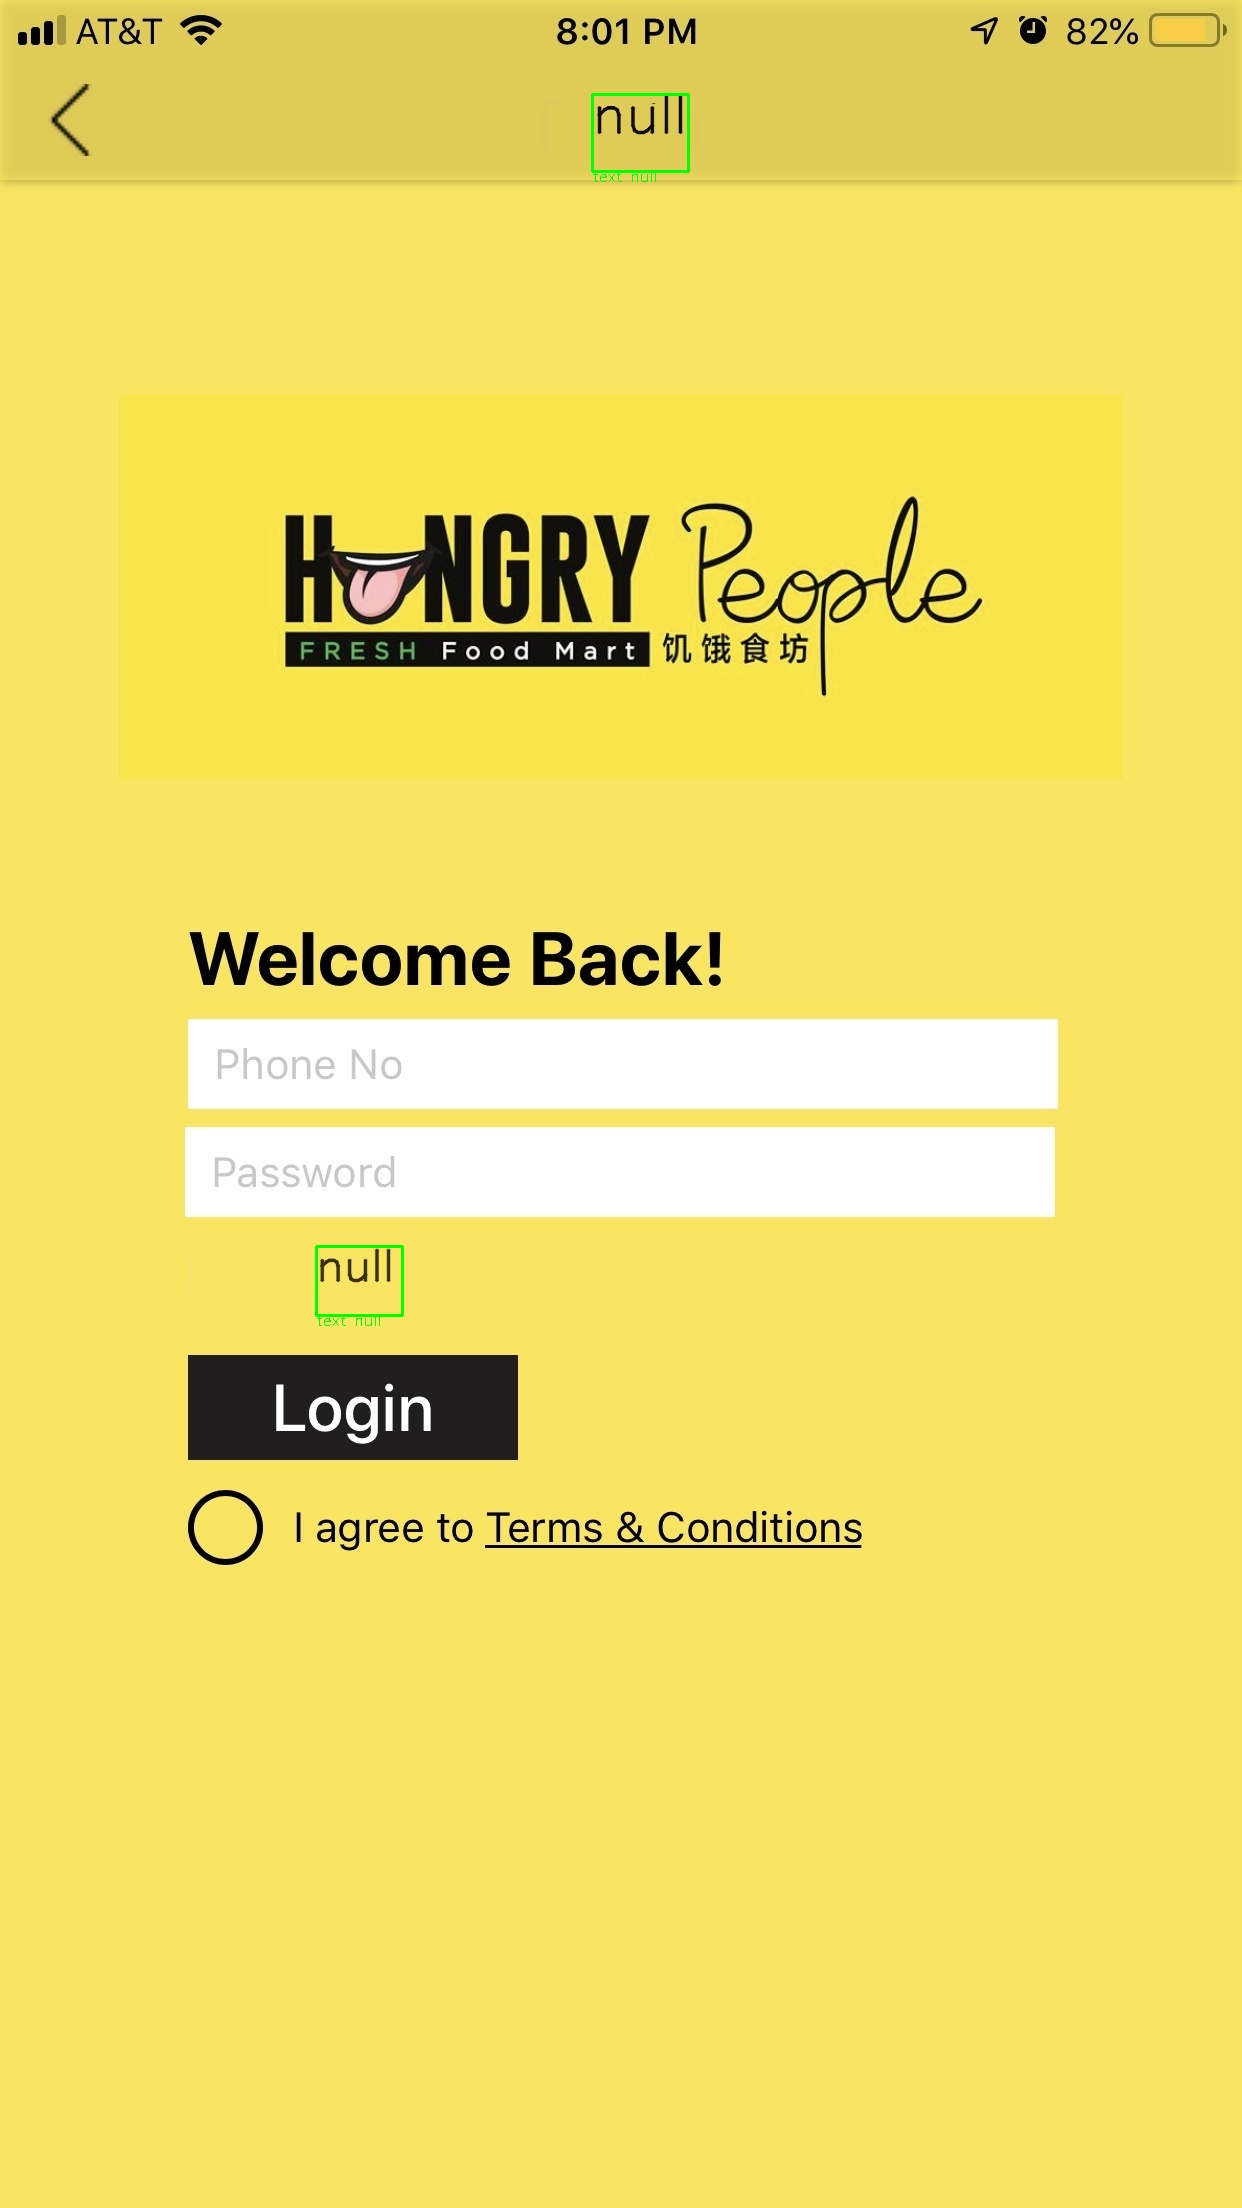 AT&T 8:01 PM 82%
null
text null
HUNGRY People
FRESH Food Mart 饥饿食坊
Welcome Back!
Phone No
Password
null
text null
Login
I agree to Terms & Conditions